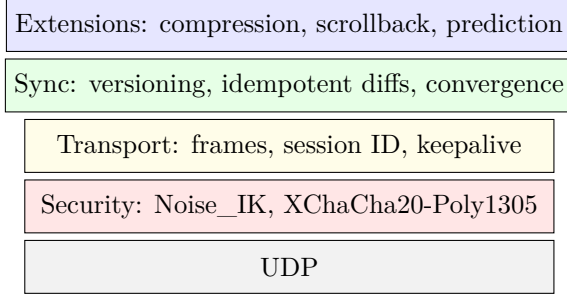 Extensions: compression, scrollback, prediction
Sync: versioning, idempotent diffs, convergence
Transport: frames, session ID, keepalive
Security: Noise_IK, XChaCha20-Poly1305
UDP